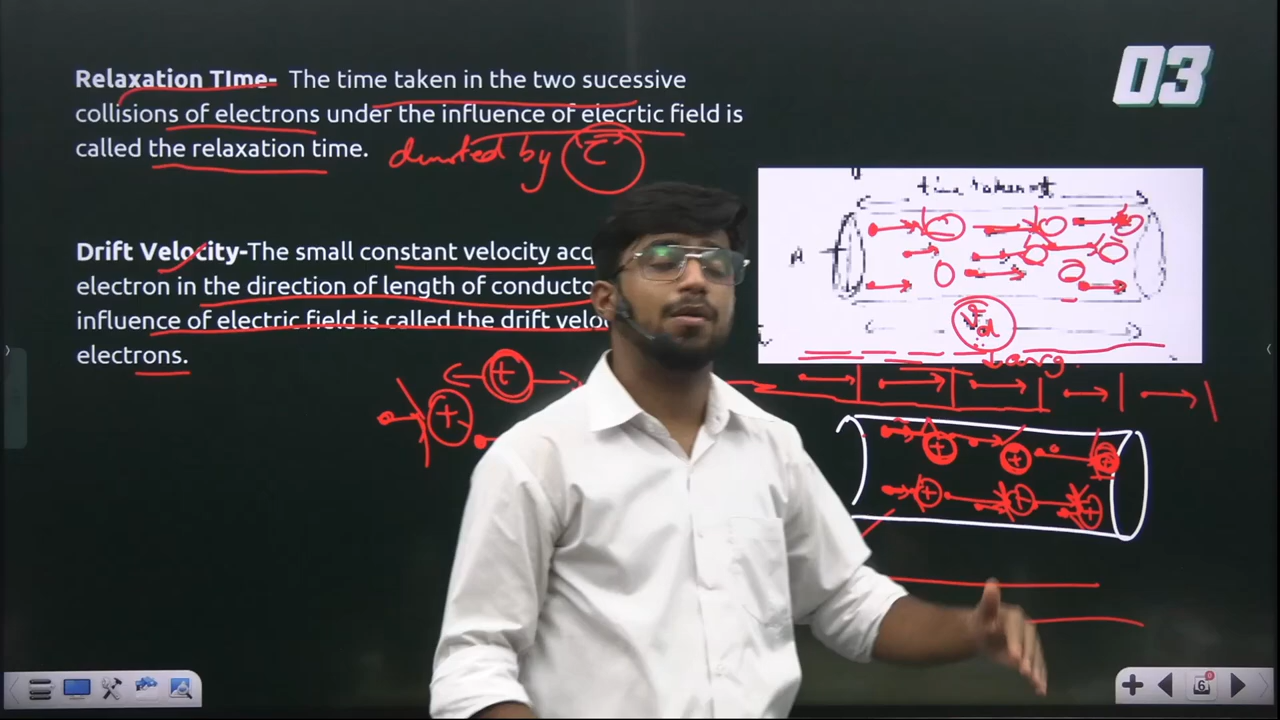 Relaxation TIme- The time taken in the two sucessive
03
collisions of electrons under the influence of elecrtic field is
called the relaxation time. denoted by τ
time taken
Drift Velocity-The small constant velocity acq
A
electron in the direction of length of conducto
influence of electric field is called the drift velo
Vd
electrons.
avg.
+
+
+ + +
+ + +
6